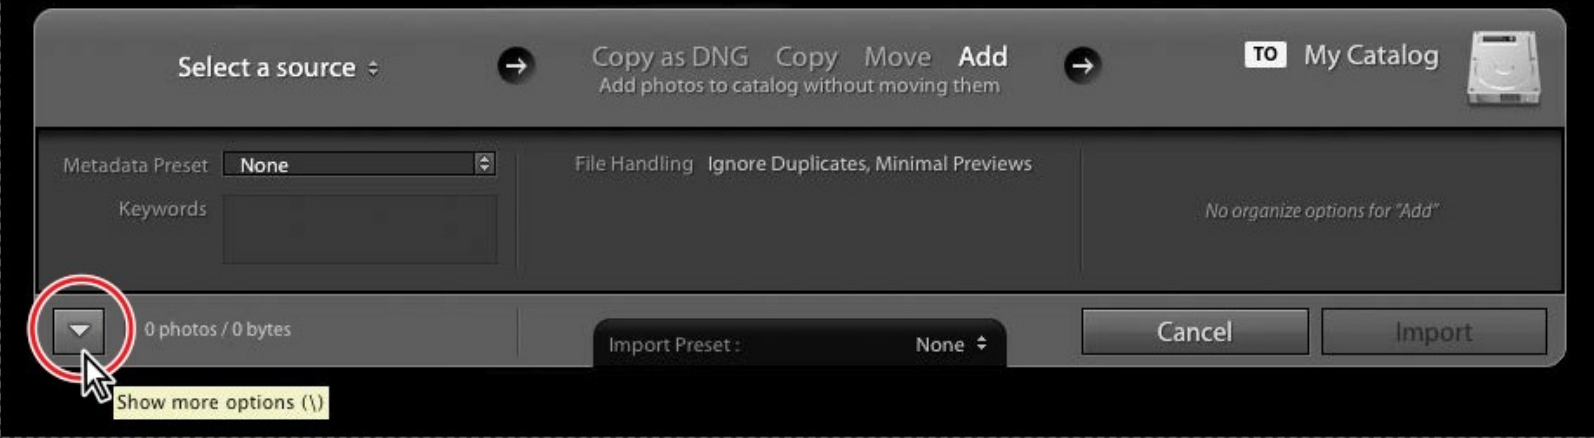 Select a source
Copy as DNG Copy Move Add
Add photos to catalog without moving them
TO My Catalog
Metadata Preset None
Keywords
File Handling Ignore Duplicates, Minimal Previews
No organize options for "Add"
0 photos / 0 bytes
Import Preset : None
Cancel
Import
Show more options (\)